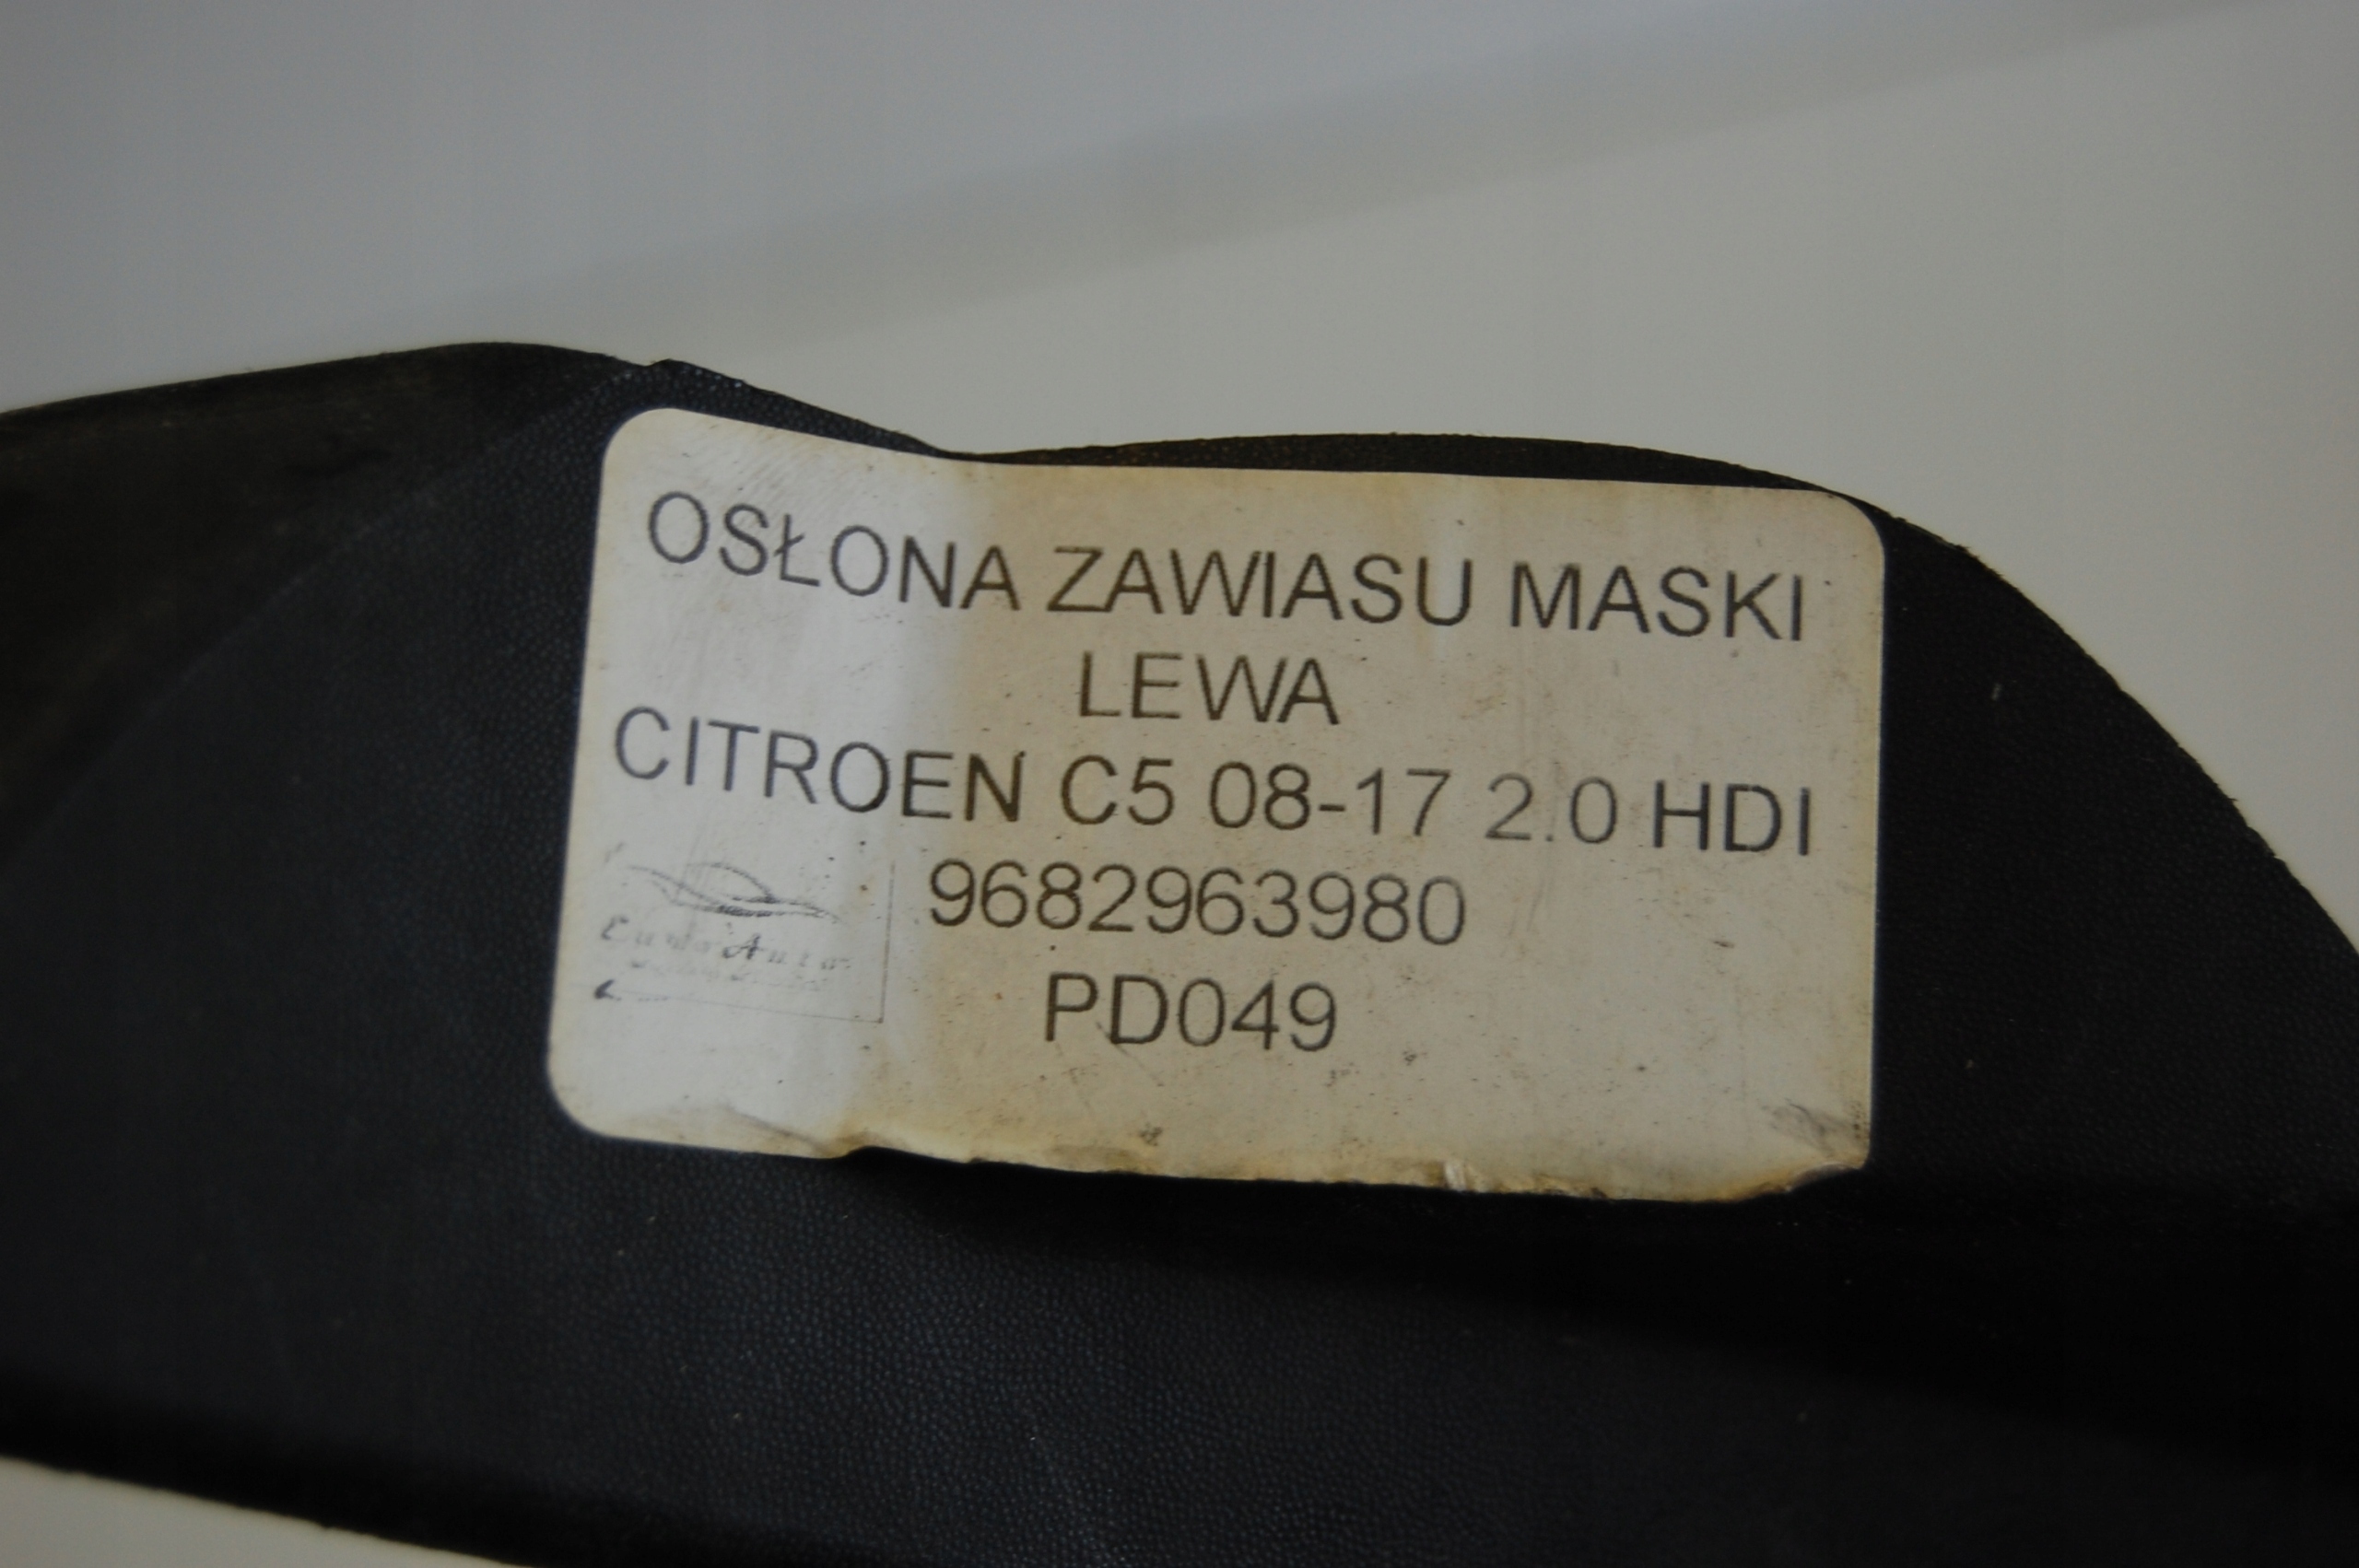 OSŁONA ZAWIASU MASKI
LEWA
CITROEN C5 08-17 2.0 HDI
9682963980
PD049